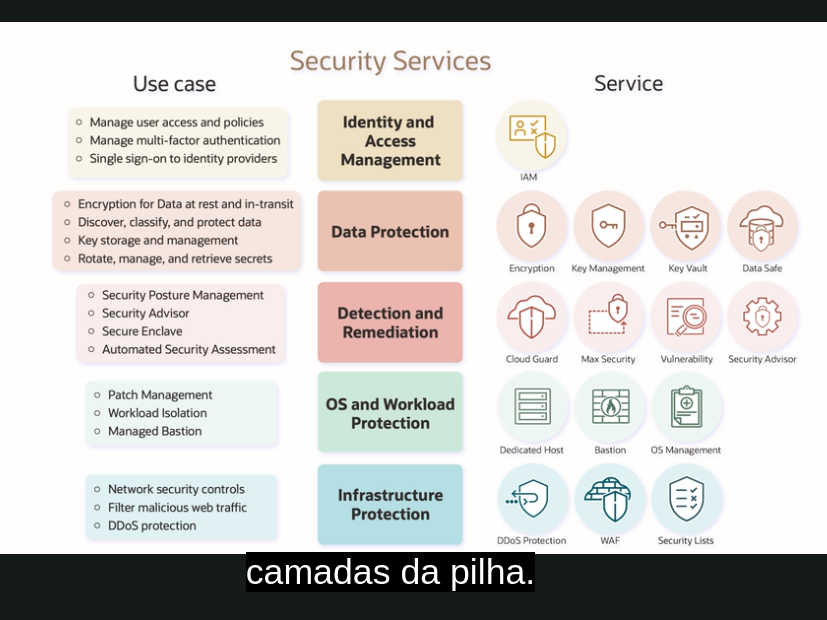 Security Services
Use case
Service
Manage user access and policies
Manage multi-factor authentication
Single sign-on to identity providers
Identity and
Access
Management
IAM
Encryption for Data at rest and in-transit
Discover, classify, and protect data
Key storage and management
Rotate, manage, and retrieve secrets
Data Protection
Encryption
Key Management
Key Vault
Data Safe
Security Posture Management
Security Advisor
Secure Enclave
Automated Security Assessment
Detection and
Remediation
Cloud Guard
Max Security
Vulnerability
Security Advisor
Patch Management
Workload Isolation
Managed Bastion
OS and Workload
Protection
Dedicated Host
Bastion
OS Management
Network security controls
Filter malicious web traffic
DDoS protection
Infrastructure
Protection
DDoS Protection
WAF
Security Lists
camadas da pilha.